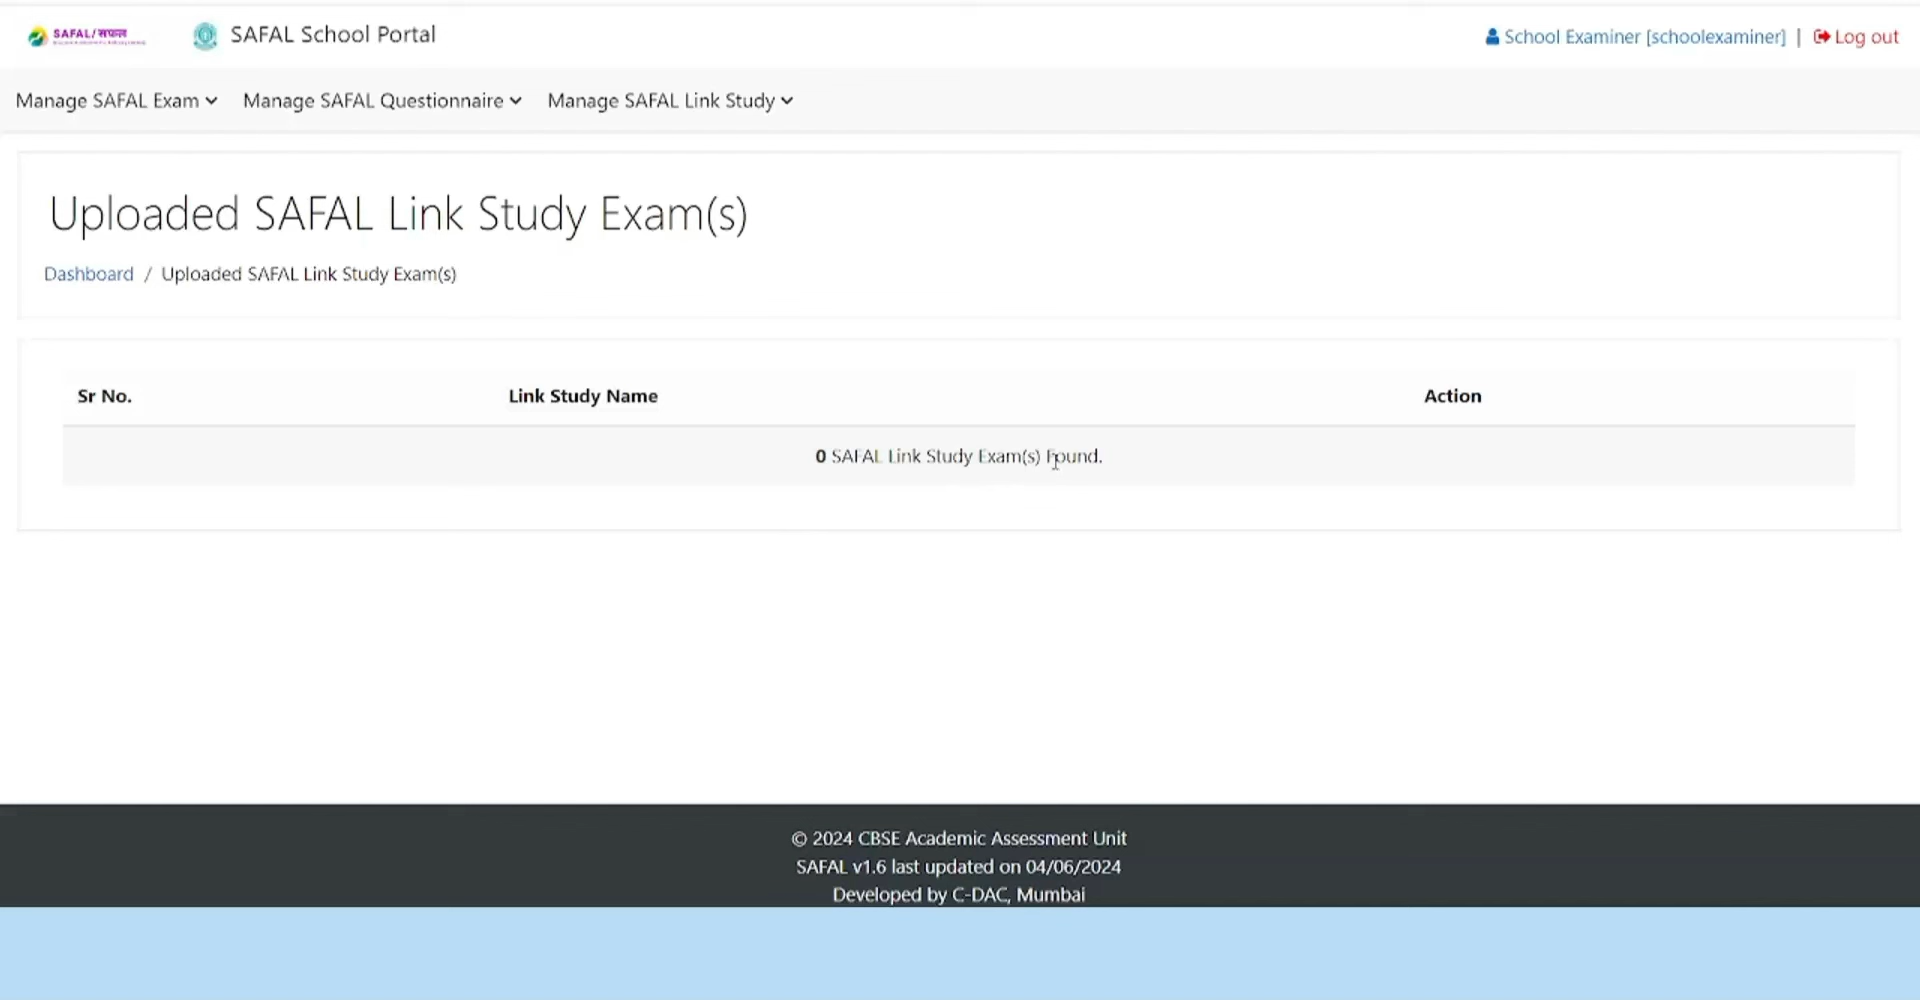 SAFAL/सफल
SAFAL School Portal
School Examiner [schoolexaminer] | Log out
Manage SAFAL Exam Manage SAFAL Questionnaire Manage SAFAL Link Study
Uploaded SAFAL Link Study Exam(s)
Dashboard / Uploaded SAFAL Link Study Exam(s)
Sr No. Link Study Name Action
0 SAFAL Link Study Exam(s) Found.
© 2024 CBSE Academic Assessment Unit
SAFAL v1.6 last updated on 04/06/2024
Developed by C-DAC, Mumbai